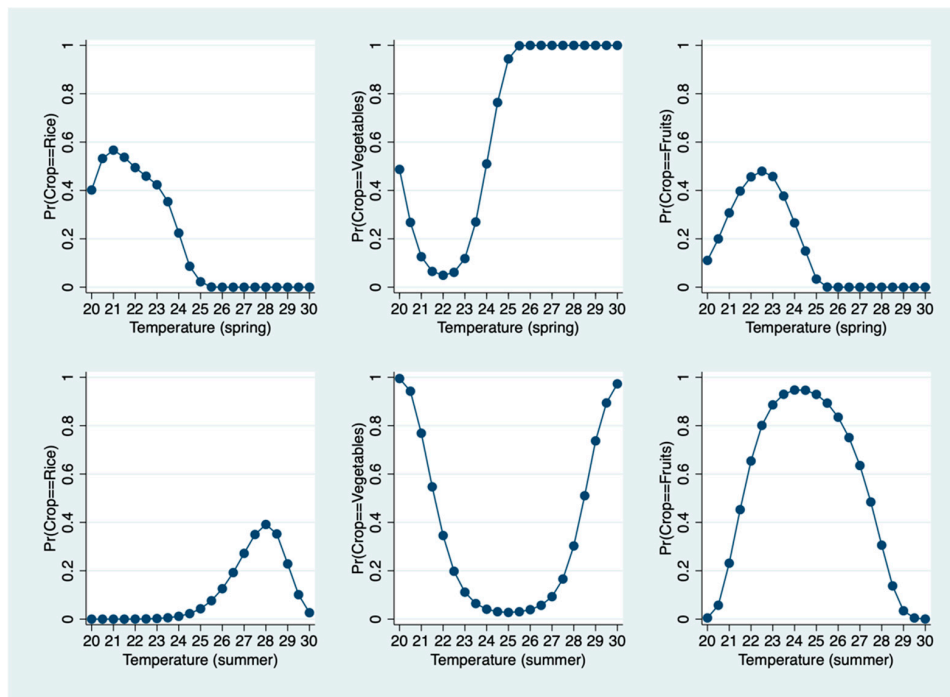 Pr(Crop==Rice)
0 0.2 0.4 0.6 0.8 1
20 21 22 23 24 25 26 27 28 29 30
Temperature (spring)
Pr(Crop==Vegetables)
0 0.2 0.4 0.6 0.8 1
20 21 22 23 24 25 26 27 28 29 30
Temperature (spring)
Pr(Crop==Fruits)
0 0.2 0.4 0.6 0.8 1
20 21 22 23 24 25 26 27 28 29 30
Temperature (spring)
Pr(Crop==Rice)
0 0.2 0.4 0.6 0.8 1
20 21 22 23 24 25 26 27 28 29 30
Temperature (summer)
Pr(Crop==Vegetables)
0 0.2 0.4 0.6 0.8 1
20 21 22 23 24 25 26 27 28 29 30
Temperature (summer)
Pr(Crop==Fruits)
0 0.2 0.4 0.6 0.8 1
20 21 22 23 24 25 26 27 28 29 30
Temperature (summer)